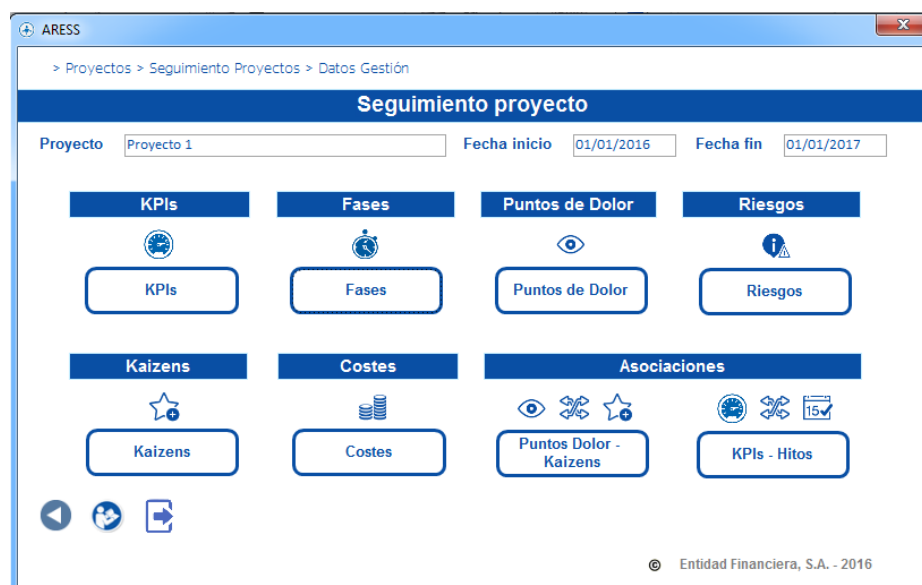 ARESS
> Proyectos > Seguimiento Proyectos > Datos Gestión
Seguimiento proyecto
Proyecto Proyecto 1 Fecha inicio 01/01/2016 Fecha fin 01/01/2017
KPIs Fases Puntos de Dolor Riesgos
KPIs Fases Puntos de Dolor Riesgos
Kaizens Costes Asociaciones
15
Kaizens Costes Puntos Dolor - Kaizens KPIs - Hitos
© Entidad Financiera, S.A. - 2016